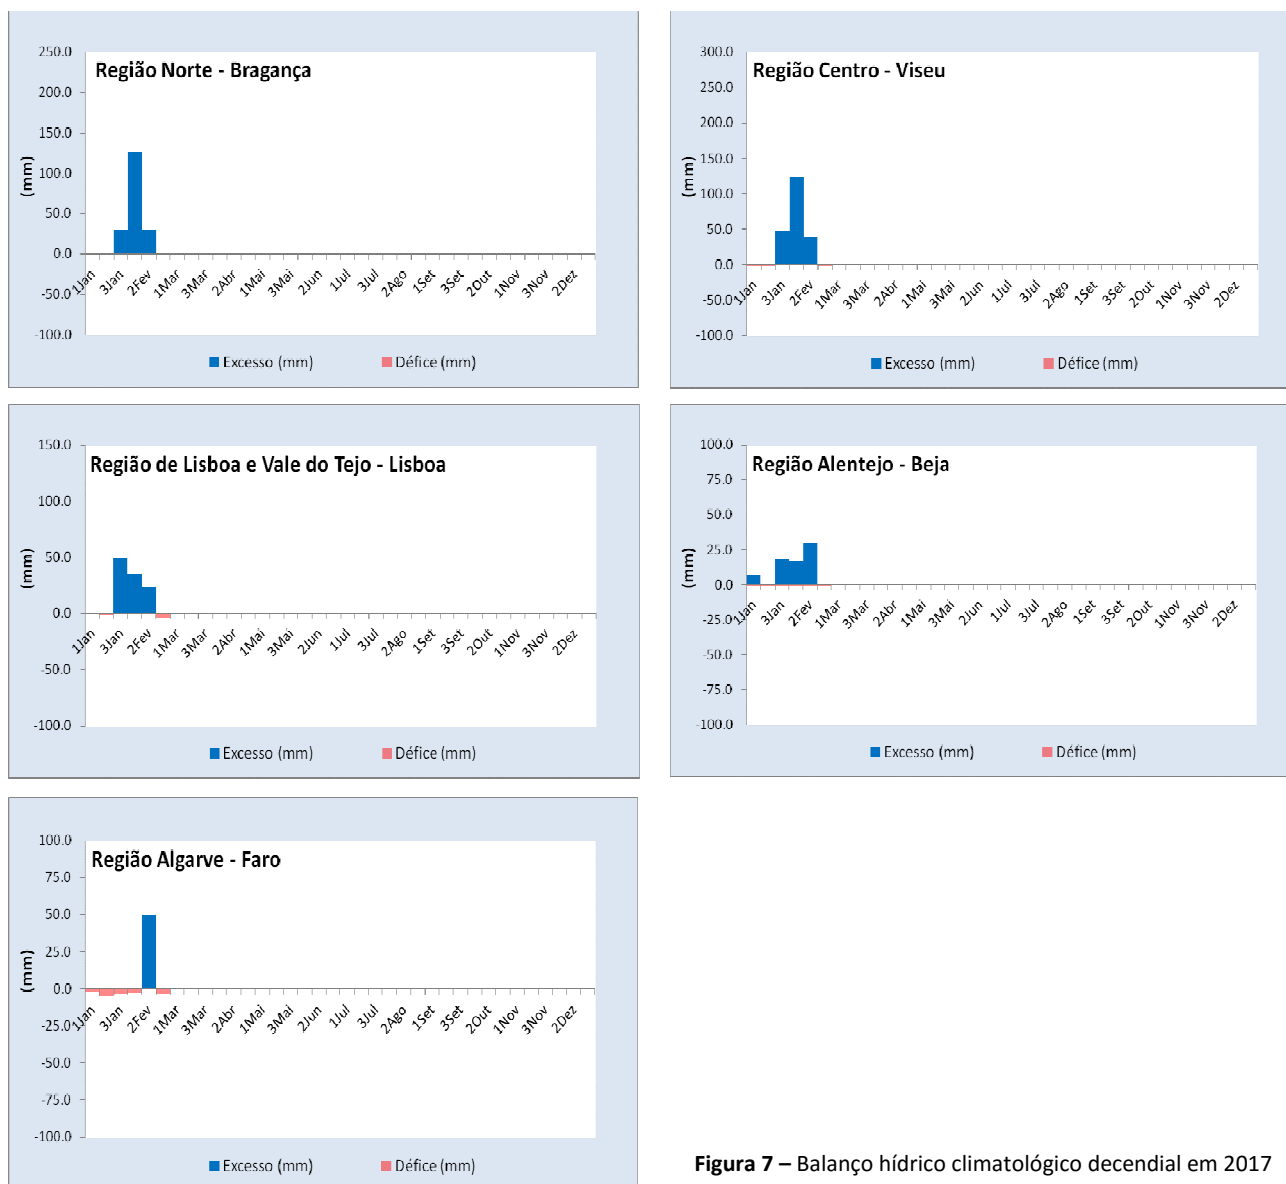 Região Norte - Bragança
250.0
200.0
150.0
100.0
50.0
0.0
-50.0
-100.0
(mm)
1Jan 3Jan 2Fev 1Mar 3Mar 2Abr 1Mai 3Mai 2Jun 1Jul 3Jul 2Ago 1Set 3Set 2Out 1Nov 3Nov 2Dez
Excesso (mm) Défice (mm)
Região Centro - Viseu
300.0
250.0
200.0
150.0
100.0
50.0
0.0
-50.0
-100.0
(mm)
1Jan 3Jan 2Fev 1Mar 3Mar 2Abr 1Mai 3Mai 2Jun 1Jul 3Jul 2Ago 1Set 3Set 2Out 1Nov 3Nov 2Dez
Excesso (mm) Défice (mm)
Região de Lisboa e Vale do Tejo - Lisboa
150.0
100.0
50.0
0.0
-50.0
-100.0
(mm)
1Jan 3Jan 2Fev 1Mar 3Mar 2Abr 1Mai 3Mai 2Jun 1Jul 3Jul 2Ago 1Set 3Set 2Out 1Nov 3Nov 2Dez
Excesso (mm) Défice (mm)
Região Alentejo - Beja
100.0
75.0
50.0
25.0
0.0
-25.0
-50.0
-75.0
-100.0
(mm)
1Jan 3Jan 2Fev 1Mar 3Mar 2Abr 1Mai 3Mai 2Jun 1Jul 3Jul 2Ago 1Set 3Set 2Out 1Nov 3Nov 2Dez
Excesso (mm) Défice (mm)
Região Algarve - Faro
100.0
75.0
50.0
25.0
0.0
-25.0
-50.0
-75.0
-100.0
(mm)
1Jan 3Jan 2Fev 1Mar 3Mar 2Abr 1Mai 3Mai 2Jun 1Jul 3Jul 2Ago 1Set 3Set 2Out 1Nov 3Nov 2Dez
Excesso (mm) Défice (mm)
Figura 7 – Balanço hídrico climatológico decendial em 2017